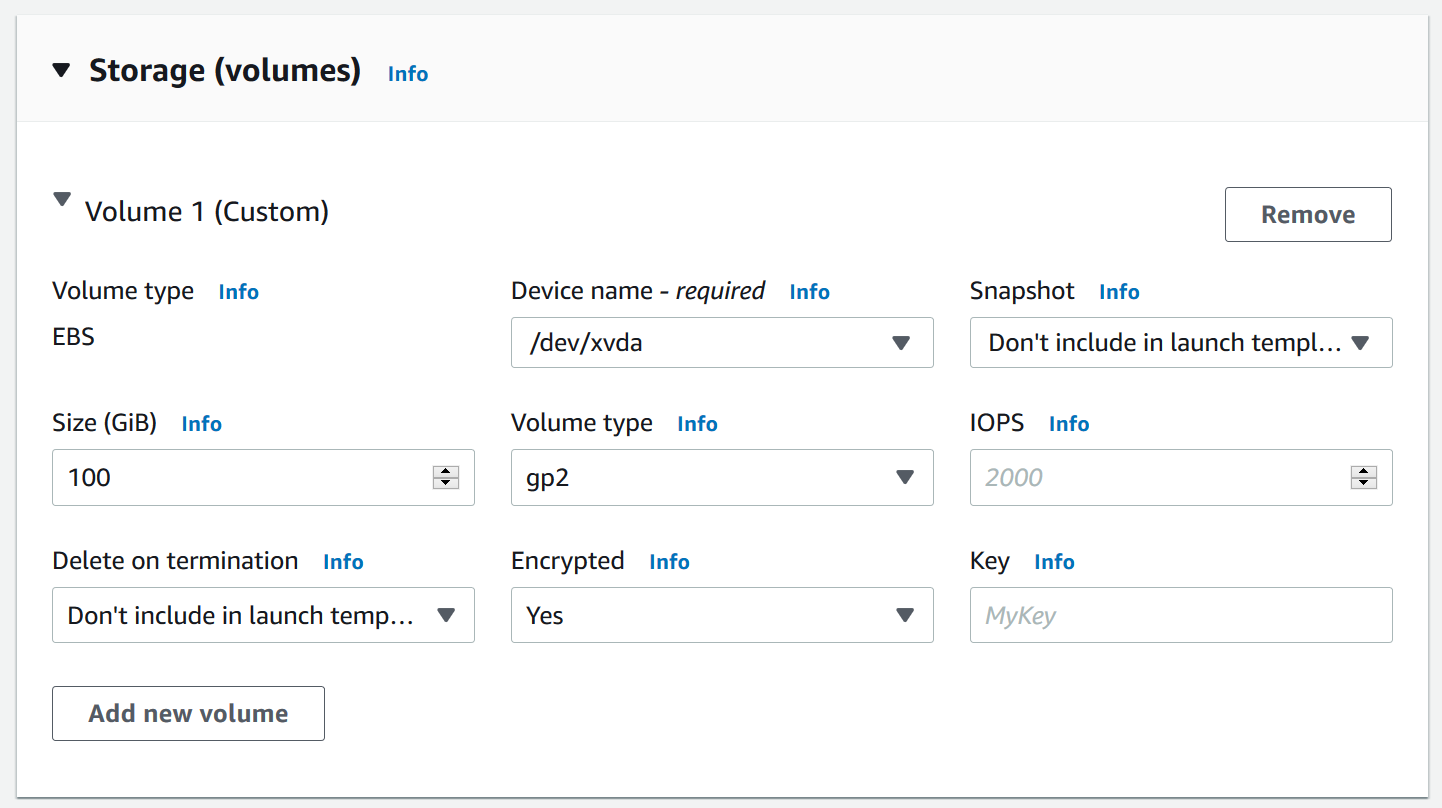 Storage (volumes) Info
Volume 1 (Custom) Remove
Volume type Info Device name - required Info Snapshot Info
EBS /dev/xvda Don't include in launch templ...
Size (GiB) Info Volume type Info IOPS Info
100 gp2 2000
Delete on termination Info Encrypted Info Key Info
Don't include in launch temp... Yes MyKey
Add new volume